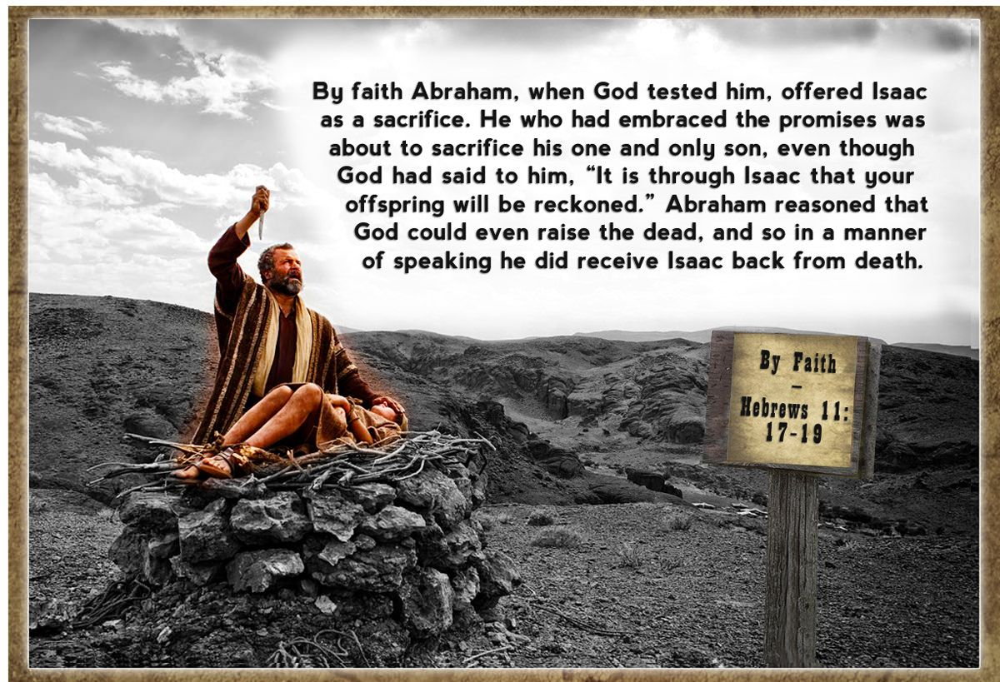 By faith Abraham, when God tested him, offered Isaac
as a sacrifice. He who had embraced the promises was
about to sacrifice his one and only son, even though
God had said to him, “It is through Isaac that your
offspring will be reckoned.” Abraham reasoned that
God could even raise the dead, and so in a manner
of speaking he did receive Isaac back from death.
By Faith
–
Hebrews 11:
17-19